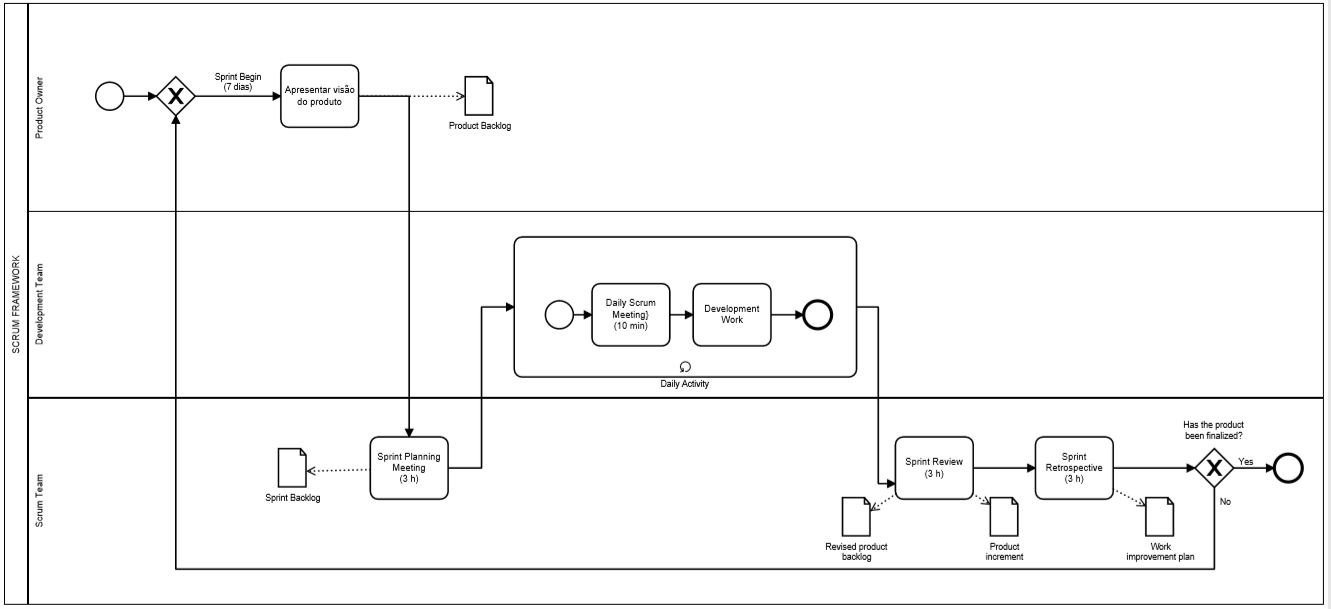 SCRUM FRAMEWORK
Product Owner
Sprint Begin
(7 dias)
Apresentar visão
do produto
Product Backlog
Development Team
Daily Scrum
Meeting}
(10 min)
Development
Work
Daily Activity
Scrum Team
Sprint Backlog
Sprint Planning
Meeting
(3 h)
Sprint Review
(3 h)
Revised product
backlog
Product
increment
Sprint
Retrospective
(3 h)
Work
improvement plan
Has the product
been finalized?
Yes
No